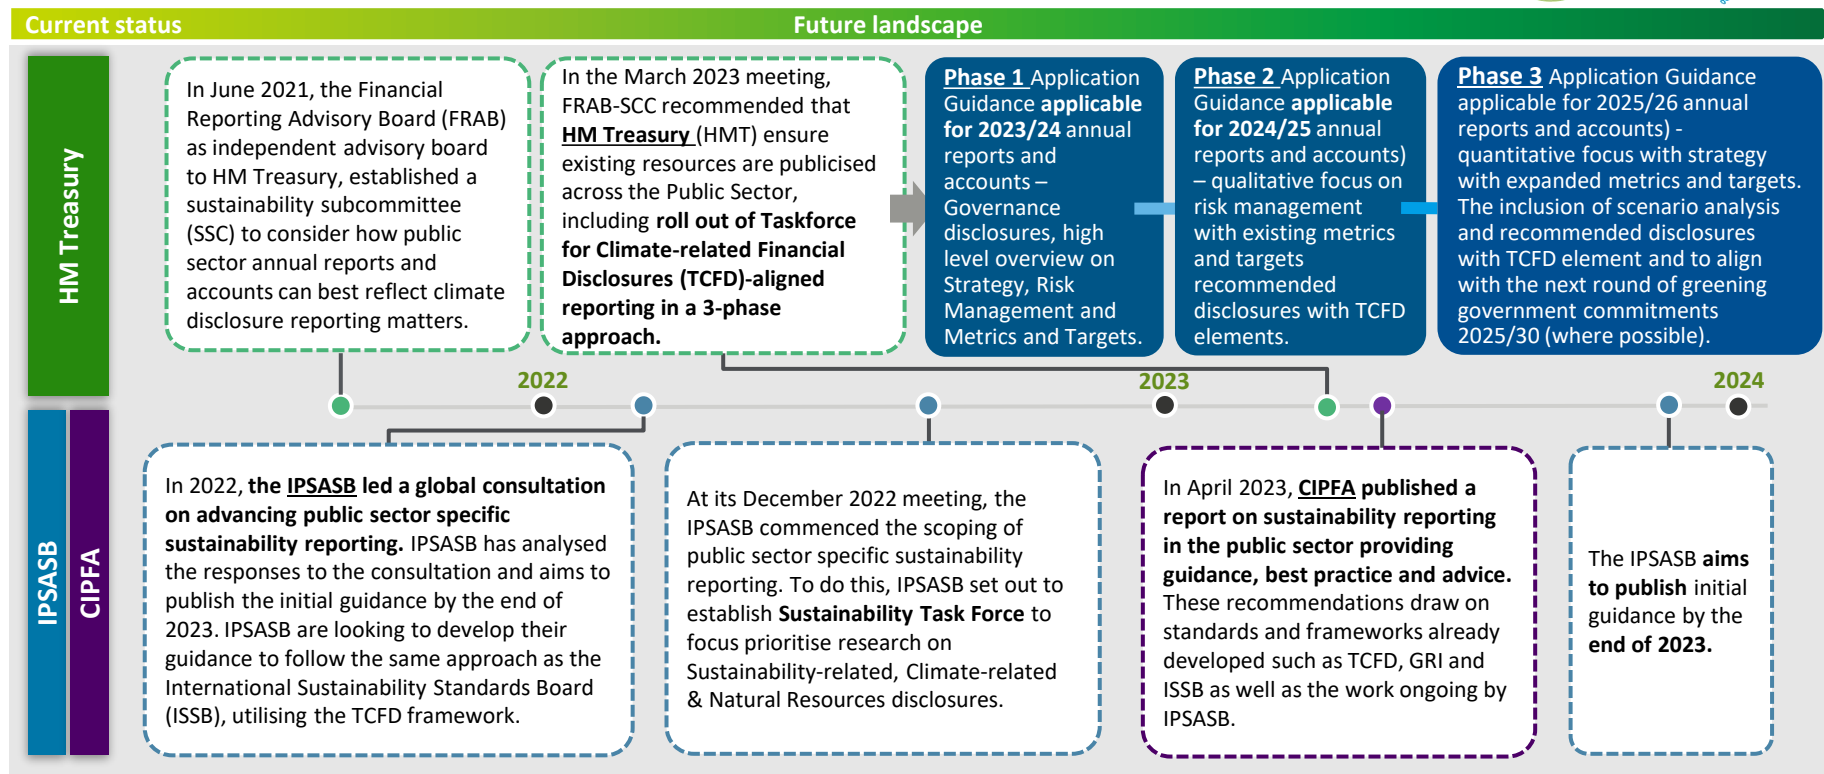 Current status
Future landscape
HM Treasury
In June 2021, the Financial
Reporting Advisory Board (FRAB)
as independent advisory board
to HM Treasury, established a
sustainability subcommittee
(SSC) to consider how public
sector annual reports and
accounts can best reflect climate
disclosure reporting matters.
In the March 2023 meeting,
FRAB-SCC recommended that
HM Treasury (HMT) ensure
existing resources are publicised
across the Public Sector,
including roll out of Taskforce
for Climate-related Financial
Disclosures (TCFD)-aligned
reporting in a 3-phase
approach.
Phase 1 Application
Guidance applicable
for 2023/24 annual
reports and
accounts –
Governance
disclosures, high
level overview on
Strategy, Risk
Management and
Metrics and Targets.
Phase 2 Application
Guidance applicable
for 2024/25 annual
reports and accounts)
– qualitative focus on
risk management
with existing metrics
and targets
recommended
disclosures with TCFD
elements.
Phase 3 Application Guidance
applicable for 2025/26 annual
reports and accounts) -
quantitative focus with strategy
with expanded metrics and targets.
The inclusion of scenario analysis
and recommended disclosures
with TCFD element and to align
with the next round of greening
government commitments
2025/30 (where possible).
2022
2023
2024
IPSASB
CIPFA
In 2022, the IPSASB led a global consultation
on advancing public sector specific
sustainability reporting. IPSASB has analysed
the responses to the consultation and aims to
publish the initial guidance by the end of
2023. IPSASB are looking to develop their
guidance to follow the same approach as the
International Sustainability Standards Board
(ISSB), utilising the TCFD framework.
At its December 2022 meeting, the
IPSASB commenced the scoping of
public sector specific sustainability
reporting. To do this, IPSASB set out to
establish Sustainability Task Force to
focus prioritise research on
Sustainability-related, Climate-related
& Natural Resources disclosures.
In April 2023, CIPFA published a
report on sustainability reporting
in the public sector providing
guidance, best practice and advice.
These recommendations draw on
standards and frameworks already
developed such as TCFD, GRI and
ISSB as well as the work ongoing by
IPSASB.
The IPSASB aims
to publish initial
guidance by the
end of 2023.